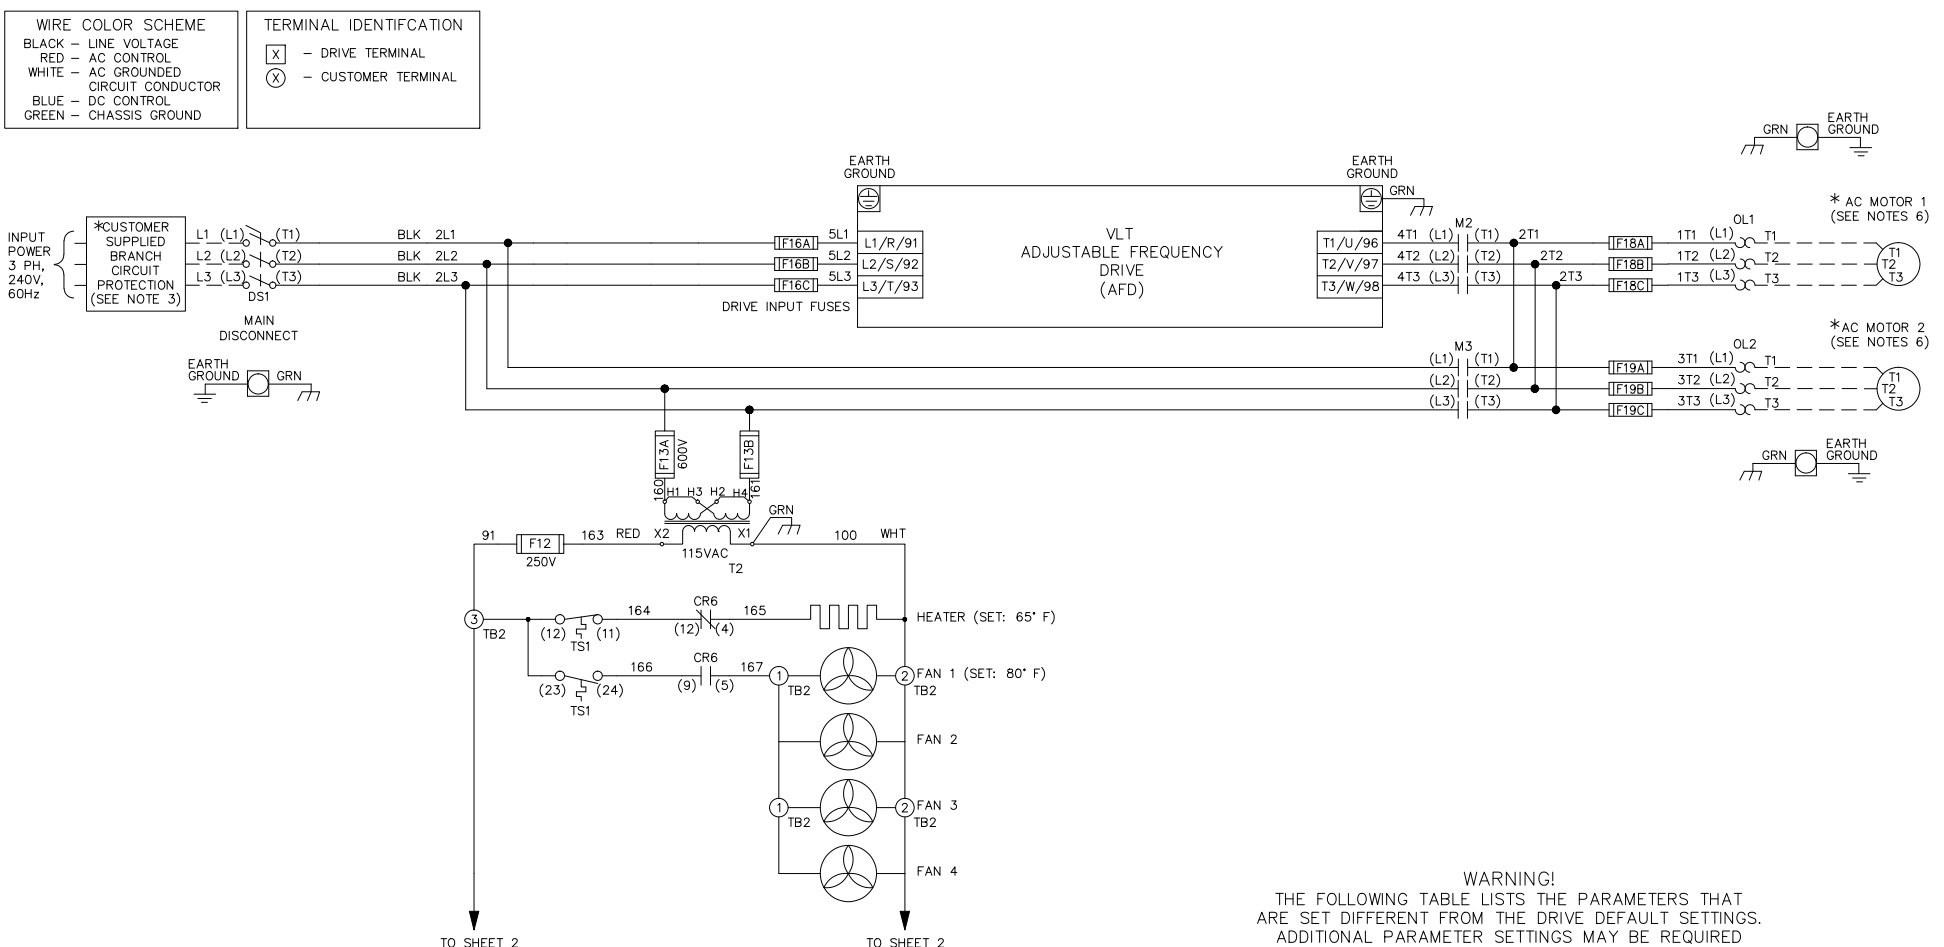 WIRE COLOR SCHEME
BLACK – LINE VOLTAGE
RED – AC CONTROL
WHITE – AC GROUNDED
CIRCUIT CONDUCTOR
BLUE – DC CONTROL
GREEN – CHASSIS GROUND
TERMINAL IDENTIFCATION
X – DRIVE TERMINAL
X – CUSTOMER TERMINAL
GRN
EARTH
GROUND
EARTH
GROUND
EARTH
GROUND
GRN
INPUT
POWER
3 PH,
240V,
60Hz
*CUSTOMER
SUPPLIED
BRANCH
CIRCUIT
PROTECTION
(SEE NOTE 3)
L1 (L1) (T1) BLK 2L1 F16A 5L1 L1/R/91
L2 (L2) (T2) BLK 2L2 F16B 5L2 L2/S/92
L3 (L3) (T3) BLK 2L3 F16C 5L3 L3/T/93
DS1
MAIN
DISCONNECT
DRIVE INPUT FUSES
VLT
ADJUSTABLE FREQUENCY
DRIVE
(AFD)
M2
OL1
* AC MOTOR 1
(SEE NOTES 6)
T1/U/96 4T1 (L1) (T1) 2T1 F18A 1T1 (L1) T1 T1
T2/V/97 4T2 (L2) (T2) 2T2 F18B 1T2 (L2) T2 T2
T3/W/98 4T3 (L3) (T3) 2T3 F18C 1T3 (L3) T3 T3
EARTH
GROUND
GRN
M3
OL2
* AC MOTOR 2
(SEE NOTES 6)
(L1) (T1) F19A 3T1 (L1) T1 T1
(L2) (T2) F19B 3T2 (L2) T2 T2
(L3) (T3) F19C 3T3 (L3) T3 T3
GRN
EARTH
GROUND
F13A
600V
F13B
160
H1 H3 H2 H4
161
GRN
91 F12 163 RED X2 X1 100 WHT
250V
115VAC
T2
3
TB2
(12) (11)
TS1
164
CR6
(12) (4)
165
HEATER (SET: 65° F)
(23) (24)
TS1
166
CR6
(9) (5)
167
1
TB2
2
TB2
FAN 1 (SET: 80° F)
FAN 2
1
TB2
2
TB2
FAN 3
FAN 4
TO SHEET 2
TO SHEET 2
WARNING!
THE FOLLOWING TABLE LISTS THE PARAMETERS THAT
ARE SET DIFFERENT FROM THE DRIVE DEFAULT SETTINGS.
ADDITIONAL PARAMETER SETTINGS MAY BE REQUIRED